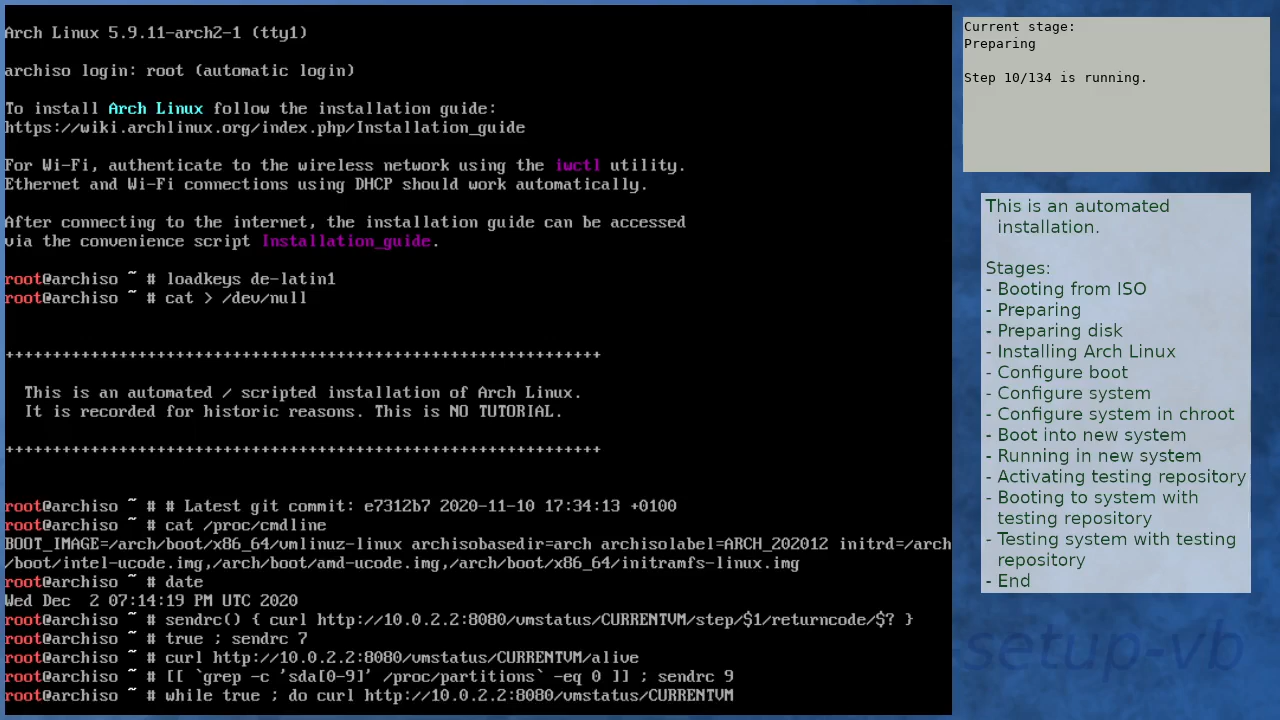 Arch Linux 5.9.11-arch2-1 (tty1)
archiso login: root (automatic login)
To install Arch Linux follow the installation guide:
https://wiki.archlinux.org/index.php/Installation_guide
For Wi-Fi, authenticate to the wireless network using the iwctl utility.
Ethernet and Wi-Fi connections using DHCP should work automatically.
After connecting to the internet, the installation guide can be accessed
via the convenience script Installation_guide.
root@archiso ~ # loadkeys de-latin1
root@archiso ~ # cat > /dev/null
+++++++++++++++++++++++++++++++++++++++++++++++++++++++++++++++
This is an automated / scripted installation of Arch Linux.
It is recorded for historic reasons. This is NO TUTORIAL.
+++++++++++++++++++++++++++++++++++++++++++++++++++++++++++++++
root@archiso ~ # # Latest git commit: e7312b7 2020-11-10 17:34:13 +0100
root@archiso ~ # cat /proc/cmdline
BOOT_IMAGE=/arch/boot/x86_64/vmlinuz-linux archisobasedir=arch archisolabel=ARCH_202012 initrd=/arch
/boot/intel-ucode.img,/arch/boot/amd-ucode.img,/arch/boot/x86_64/initramfs-linux.img
root@archiso ~ # date
Wed Dec  2 07:14:19 PM UTC 2020
root@archiso ~ # sendrc() { curl http://10.0.2.2:8080/vmstatus/CURRENTVM/step/$1/returncode/$? }
root@archiso ~ # true ; sendrc 7
root@archiso ~ # curl http://10.0.2.2:8080/vmstatus/CURRENTVM/alive
root@archiso ~ # [[ `grep -c 'sda[0-9]' /proc/partitions` -eq 0 ]] ; sendrc 9
root@archiso ~ # while true ; do curl http://10.0.2.2:8080/vmstatus/CURRENTVM
Current stage:
Preparing
Step 10/134 is running.
This is an automated
installation.
Stages:
- Booting from ISO
- Preparing
- Preparing disk
- Installing Arch Linux
- Configure boot
- Configure system
- Configure system in chroot
- Boot into new system
- Running in new system
- Activating testing repository
- Booting to system with
testing repository
- Testing system with testing
repository
- End
setup-vb